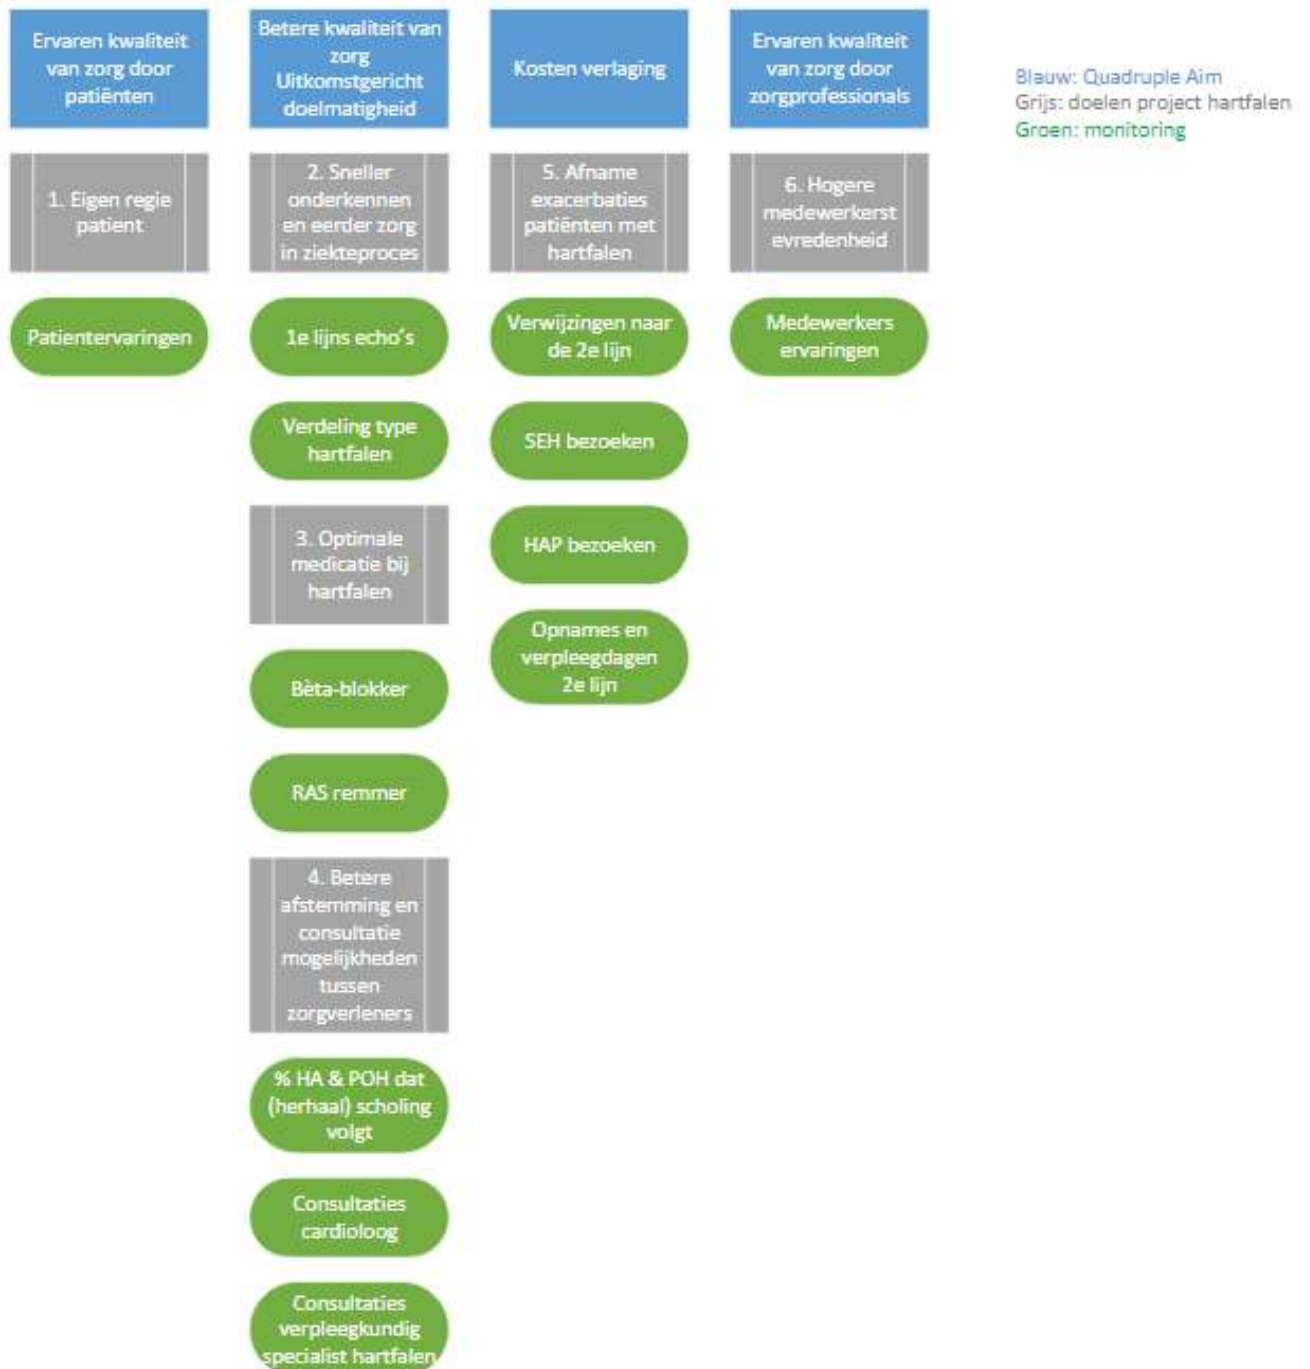 Ervaren kwaliteit
van zorg door
patiënten
Betere kwaliteit van
zorg
Uitkomstgericht
doelmatigheid
Kosten verlaging
Ervaren kwaliteit
van zorg door
zorgprofessionals
Blauw: Quadruple Aim
Grijs: doelen project hartfalen
Groen: monitoring
1. Eigen regie
patient
2. Sneller
onderkennen
en eerder zorg
in ziekteproces
5. Afname
exacerbaties
patiënten met
hartfalen
6. Hogere
medewerkerst
evredenheid
Patientervaringen
1e lijns echo's
Verwijzingen naar
de 2e lijn
Medewerkers
ervaringen
Verdeling type
hartfalen
SEH bezoeken
3. Optimale
medicatie bij
hartfalen
HAP bezoeken
Opnames en
verpleegdagen
2e lijn
Bèta-blokker
RAS remmer
4. Betere
afstemming en
consultatie
mogelijkheden
tussen
zorgverleners
% HA & POH dat
(herhaal) scholing
volgt
Consultaties
cardioloog
Consultaties
verpleegkundig
specialist hartfalen